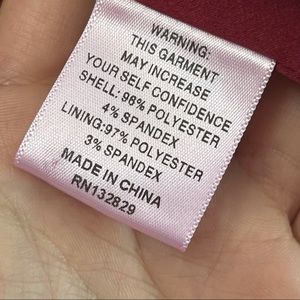 WARNING:
THIS GARMENT
MAY INCREASE
YOUR SELF CONFIDENCE
SHELL: 96% POLYESTER
4% SPANDEX
LINING:97% POLYESTER
3% SPANDEX
MADE IN CHINA
RN132829